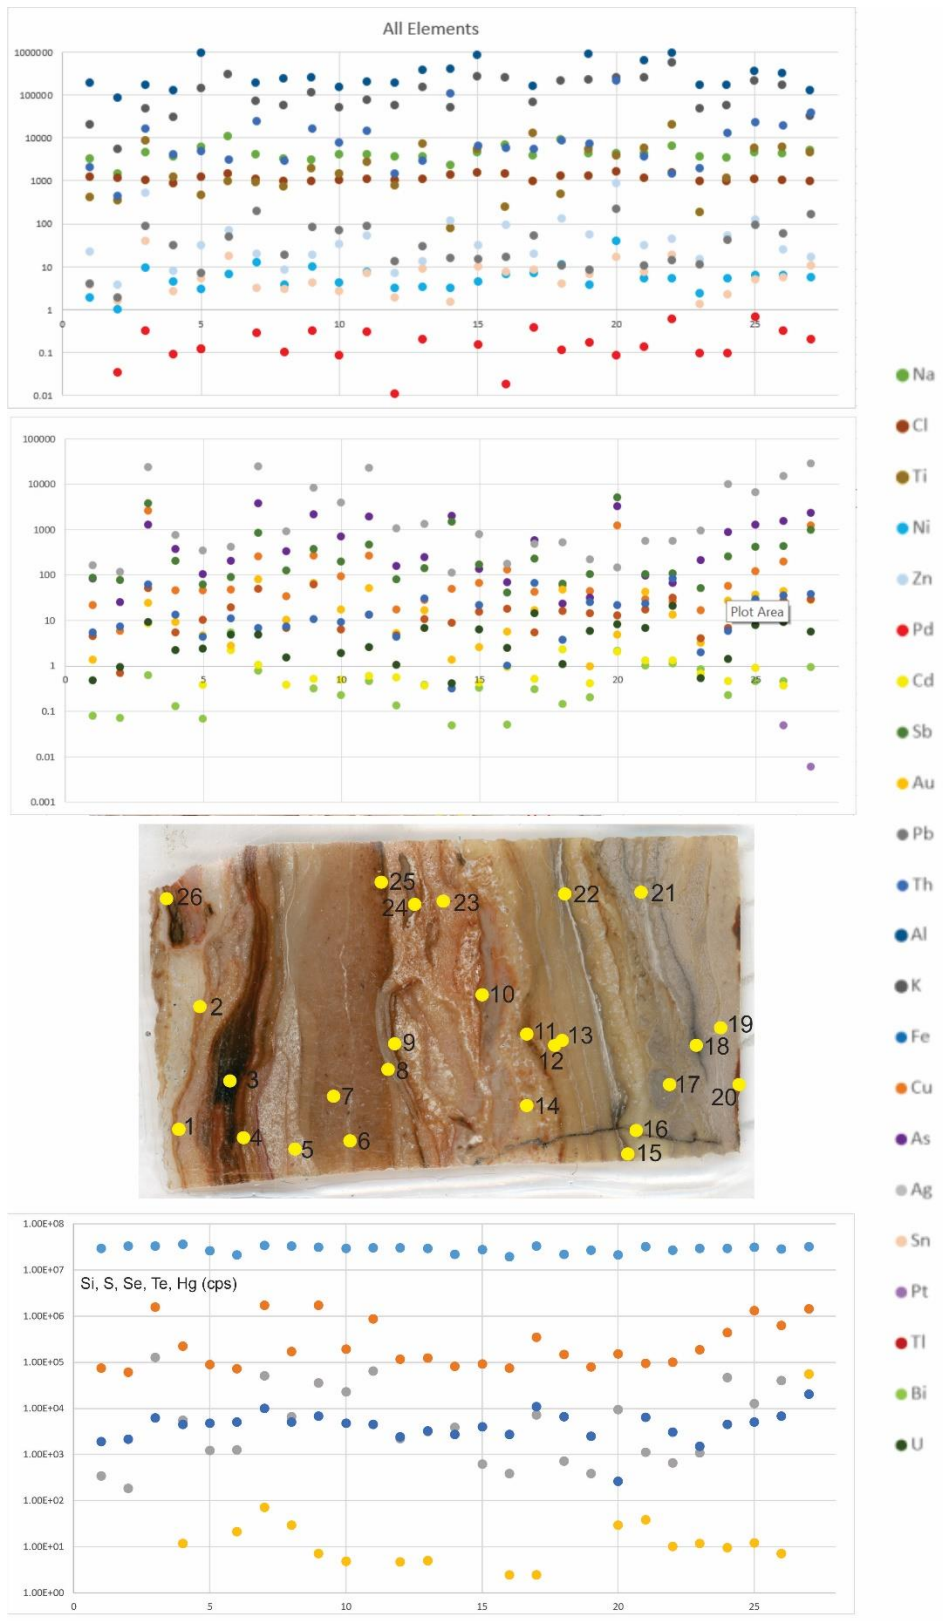 All Elements
1000000
100000
10000
1000
100
10
1
0 5 10 15 20 25
0.1
0.01
100000
10000
1000
100
10
1
0 5 10 15 20 25
0.1
0.01
0.001
Plot Area
Na
Cl
Ti
Ni
Zn
Pd
Cd
Sb
Au
Pb
Th
Al
K
Fe
Cu
As
Ag
Sn
Pt
Tl
Bi
U
26
25
24 23
22
21
2
10
9
11
13
12
19
18
3
8
7
17
20
14
1
4
6
16
5
15
1.00E+08
1.00E+07
Si, S, Se, Te, Hg (cps)
1.00E+06
1.00E+05
1.00E+04
1.00E+03
1.00E+02
1.00E+01
1.00E+00
0 5 10 15 20 25